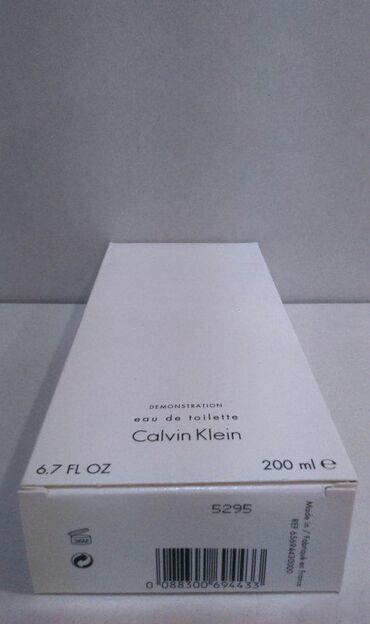 DEMONSTRATION
eau de toilette
Calvin Klein
6.7 FL OZ 200 ml ℮
5295
Made in / Fabriqué en France
REF 65694430000
0 088300 694433